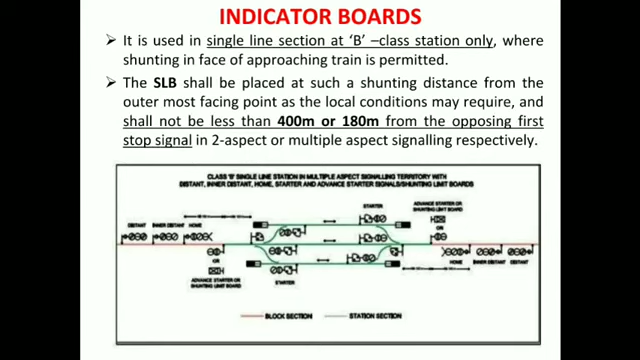 INDICATOR BOARDS
➢ It is used in single line section at ‘B’ –class station only, where
shunting in face of approaching train is permitted.
➢ The SLB shall be placed at such a shunting distance from the
outer most facing point as the local conditions may require, and
shall not be less than 400m or 180m from the opposing first
stop signal in 2-aspect or multiple aspect signalling respectively.
CLASS 'B' SINGLE LINE STATION IN MULTIPLE ASPECT SIGNALLING TERRITORY WITH
DISTANT, INNER DISTANT, HOME, STARTER AND ADVANCE STARTER SIGNALS/SHUNTING LIMIT BOARDS
STARTER
ADVANCE STARTER OR
SHUNTING LIMIT BOARD
OR
DISTANT INNER DISTANT HOME
OR
ADVANCE STARTER OR
SHUNTING LIMIT BOARD
STARTER
HOME INNER DISTANT DISTANT
BLOCK SECTION STATION SECTION